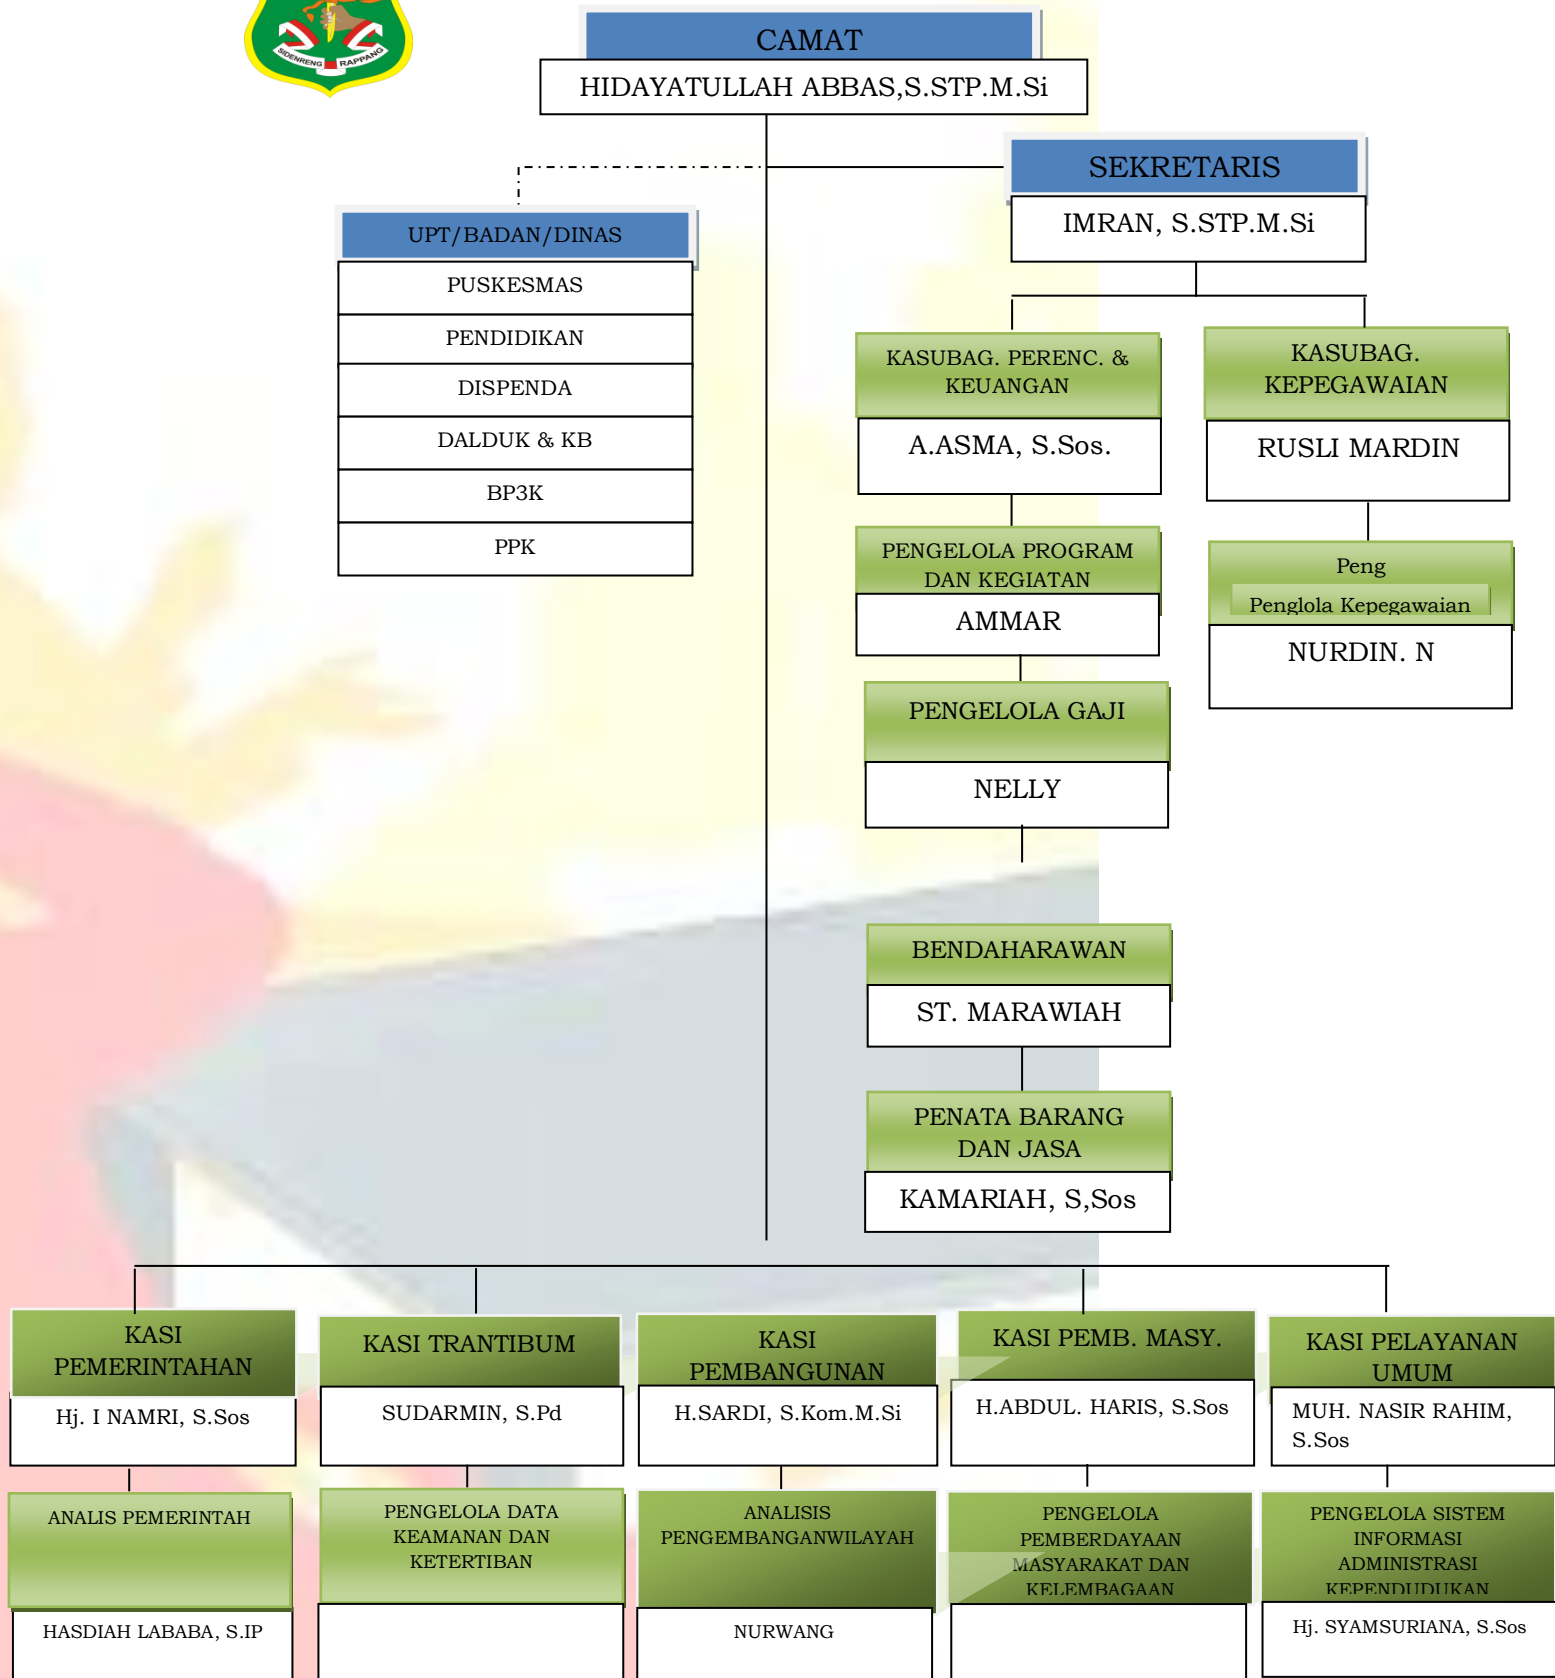 SIDENRENG RAPPANG
CAMAT
HIDAYATULLAH ABBAS,S.STP.M.Si
SEKRETARIS
IMRAN, S.STP.M.Si
UPT/BADAN/DINAS
PUSKESMAS
PENDIDIKAN
DISPENDA
DALDUK & KB
BP3K
PPK
KASUBAG. PERENC. &
KEUANGAN
A.ASMA, S.Sos.
KASUBAG.
KEPEGAWAIAN
RUSLI MARDIN
PENGELOLA PROGRAM
DAN KEGIATAN
AMMAR
Peng
Penglola Kepegawaian
NURDIN. N
PENGELOLA GAJI
NELLY
BENDAHARAWAN
ST. MARAWIAH
PENATA BARANG
DAN JASA
KAMARIAH, S,Sos
KASI
PEMERINTAHAN
Hj. I NAMRI, S.Sos
KASI TRANTIBUM
SUDARMIN, S.Pd
KASI
PEMBANGUNAN
H.SARDI, S.Kom.M.Si
KASI PEMB. MASY.
H.ABDUL. HARIS, S.Sos
KASI PELAYANAN
UMUM
MUH. NASIR RAHIM,
S.Sos
ANALIS PEMERINTAH
HASDIAH LABABA, S.IP
PENGELOLA DATA
KEAMANAN DAN
KETERTIBAN
ANALISIS
PENGEMBANGANWILAYAH
NURWANG
PENGELOLA
PEMBERDAYAAN
MASYARAKAT DAN
KELEMBAGAAN
PENGELOLA SISTEM
INFORMASI
ADMINISTRASI
KEPENDUDUKAN
Hj. SYAMSURIANA, S.Sos